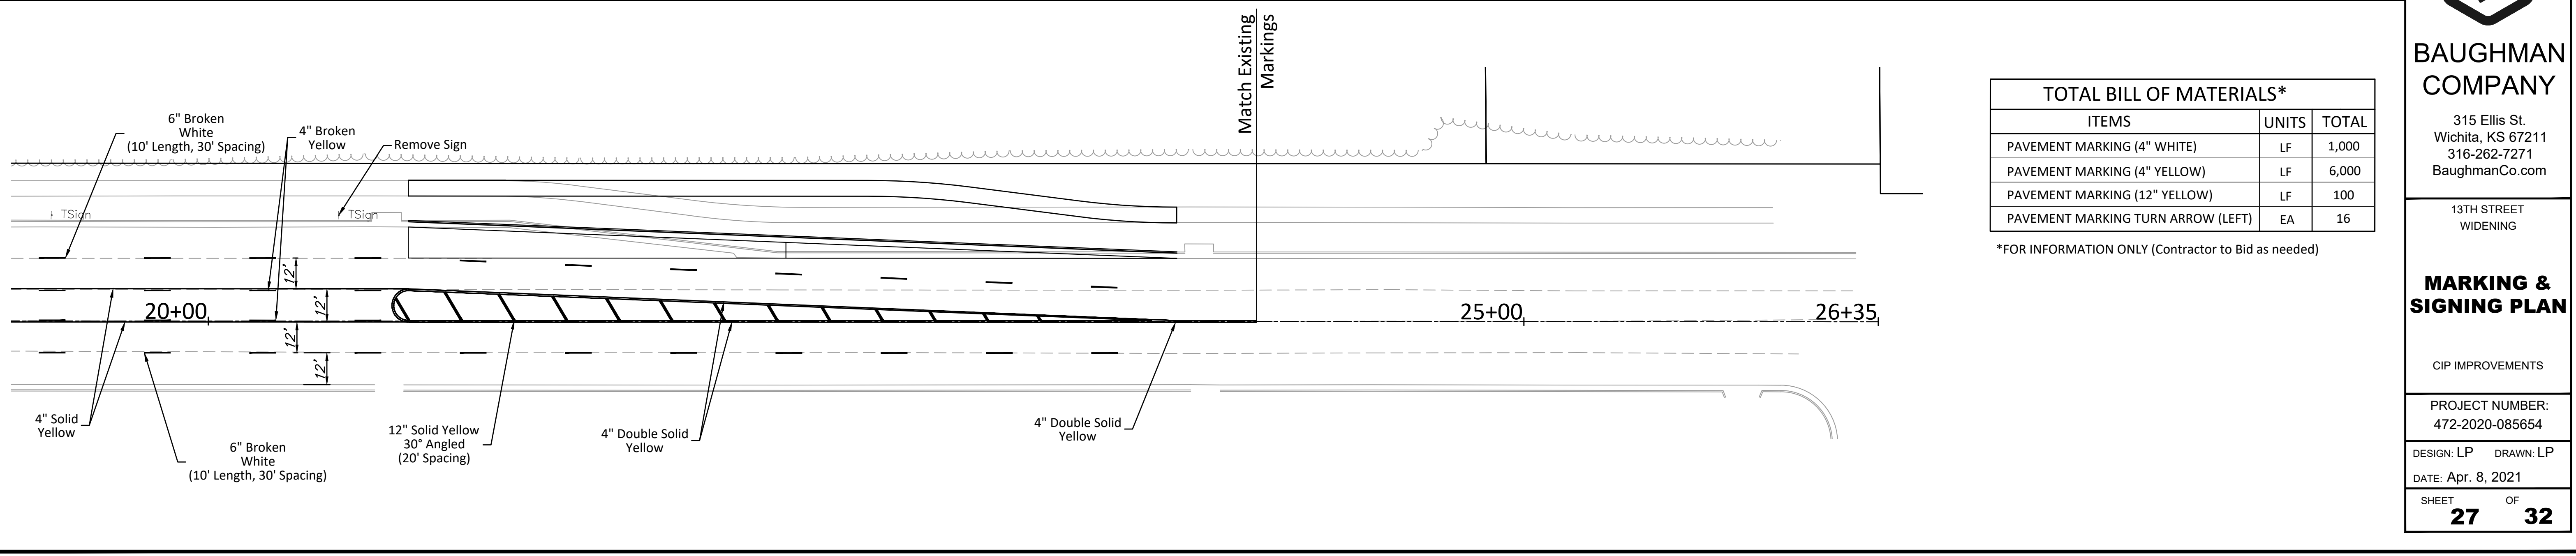 Match Existing
Markings
6" Broken
White
(10' Length, 30' Spacing)
4" Broken
Yellow
Remove Sign
TSign
TSign
12'
12'
12'
12'
20+00
25+00
26+35
4" Solid
Yellow
6" Broken
White
(10' Length, 30' Spacing)
12" Solid Yellow
30° Angled
(20' Spacing)
4" Double Solid
Yellow
4" Double Solid
Yellow
TOTAL BILL OF MATERIALS*
ITEMS UNITS TOTAL
PAVEMENT MARKING (4" WHITE) LF 1,000
PAVEMENT MARKING (4" YELLOW) LF 6,000
PAVEMENT MARKING (12" YELLOW) LF 100
PAVEMENT MARKING TURN ARROW (LEFT) EA 16
*FOR INFORMATION ONLY (Contractor to Bid as needed)
BAUGHMAN
COMPANY
315 Ellis St.
Wichita, KS 67211
316-262-7271
BaughmanCo.com
13TH STREET
WIDENING
MARKING &
SIGNING PLAN
CIP IMPROVEMENTS
PROJECT NUMBER:
472-2020-085654
DESIGN: LP DRAWN: LP
DATE: Apr. 8, 2021
SHEET OF
27 32